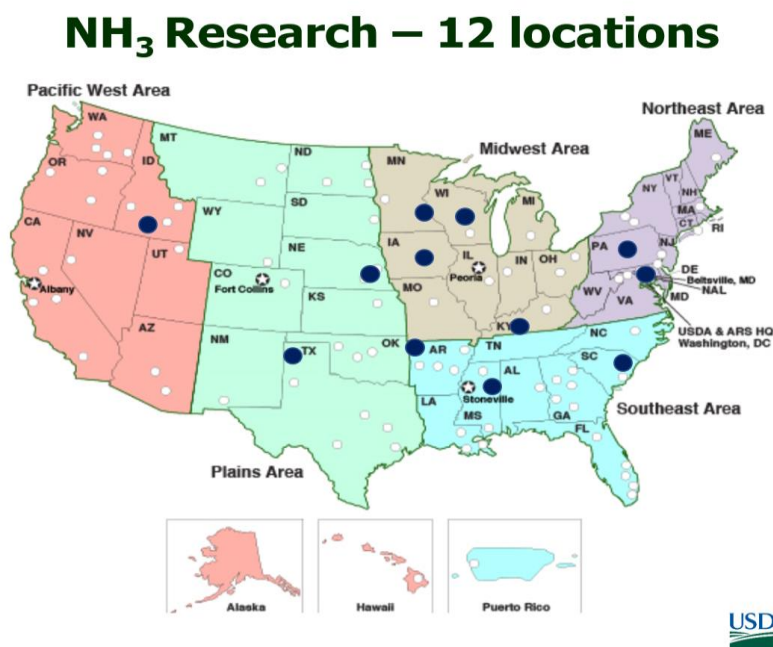 NH₃ Research – 12 locations
Pacific West Area
Northeast Area
Midwest Area
WA
MT
ND
MN
ME
OR
ID
WI
MI
VT
NY
NH
MA
CT
RI
WY
SD
CA
NV
IA
PA
NJ
UT
NE
IL
IN
OH
DE
Albany
CO
Fort Collins
Peoria
Beltsville, MD
NAL
KS
MO
WV
VA
MD
AZ
NM
OK
KY
NC
USDA & ARS HQ
Washington, DC
TX
AR
TN
SC
Stoneville
AL
LA
MS
GA
Southeast Area
FL
Plains Area
Alaska
Hawaii
Puerto Rico
USD